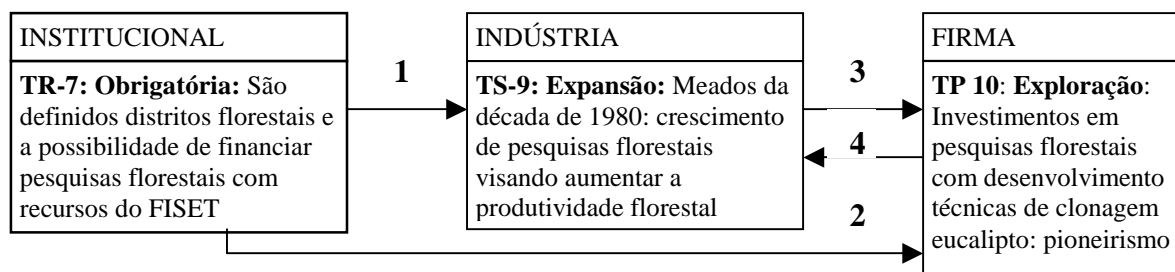 INSTITUCIONAL
TR-7: Obrigatória: São
definidos distritos florestais e
a possibilidade de financiar
pesquisas florestais com
recursos do FISET
1
INDÚSTRIA
TS-9: Expansão: Meados da
década de 1980: crescimento
de pesquisas florestais
visando aumentar a
produtividade florestal
3
4
2
FIRMA
TP 10: Exploração:
Investimentos em
pesquisas florestais
com desenvolvimento
técnicas de clonagem
eucalipto: pioneirismo